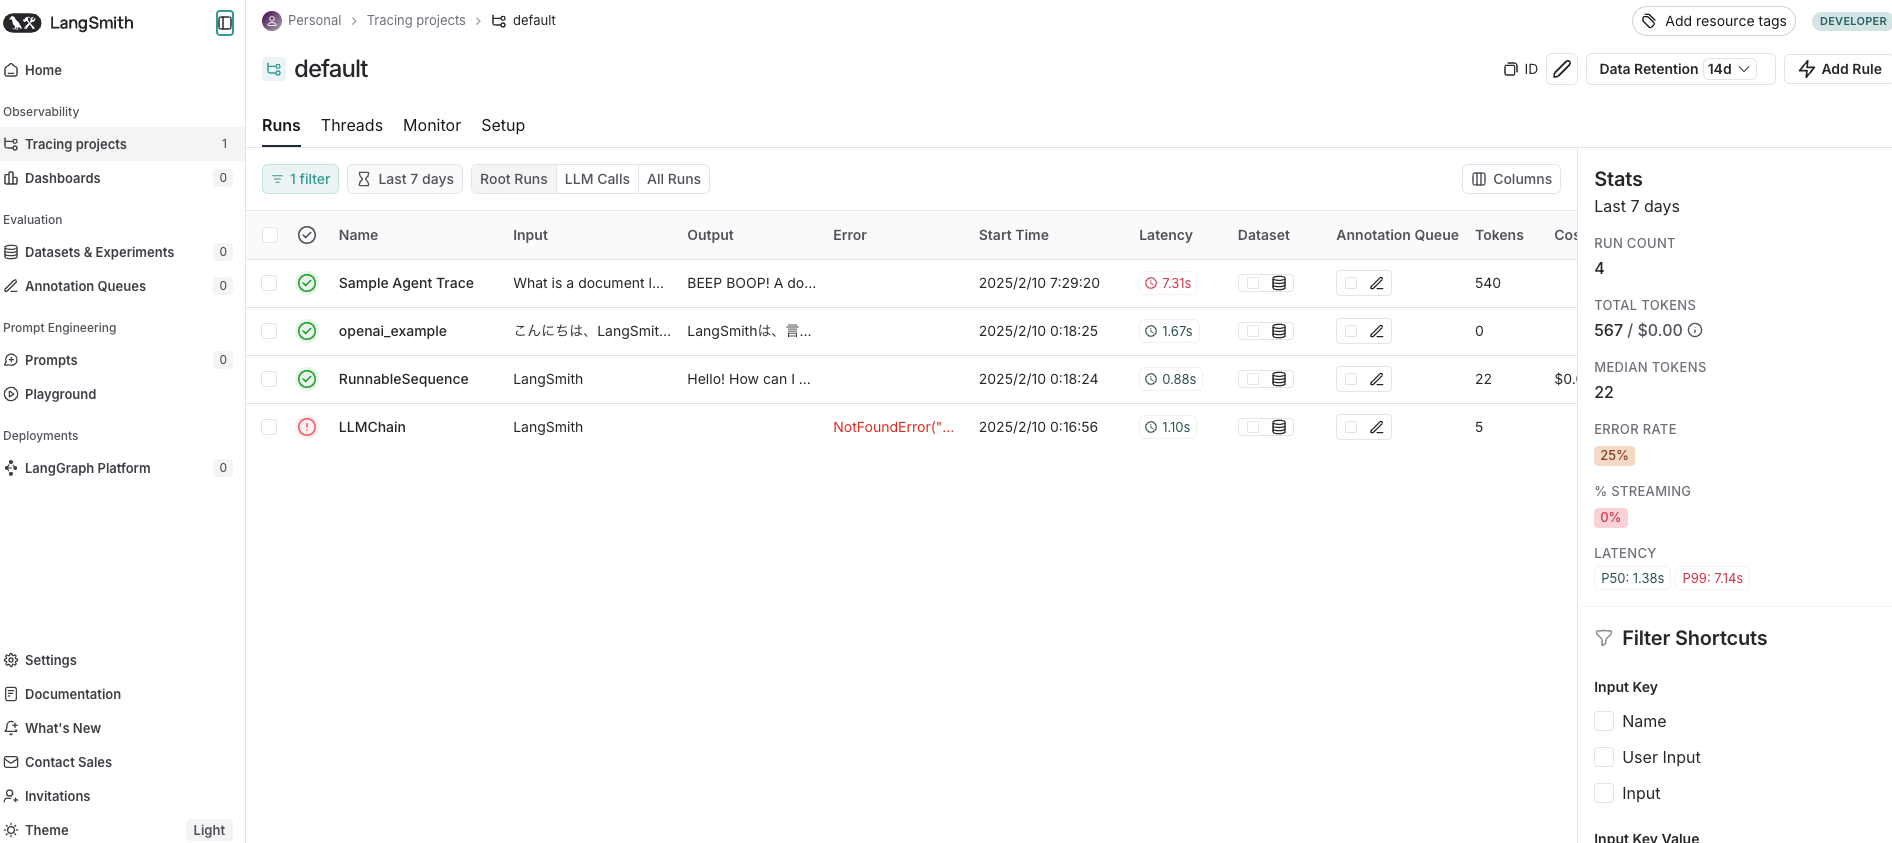 LangSmith
Home
Observability
Tracing projects 1
Dashboards 0
Evaluation
Datasets & Experiments 0
Annotation Queues 0
Prompt Engineering
Prompts 0
Playground
Deployments
LangGraph Platform 0
Settings
Documentation
What's New
Contact Sales
Invitations
Theme Light
Personal Tracing projects default
Add resource tags DEVELOPER
default
ID Data Retention 14d Add Rule
Runs Threads Monitor Setup
1 filter Last 7 days Root Runs LLM Calls All Runs Columns
Name Input Output Error Start Time Latency Dataset Annotation Queue Tokens Cos
Sample Agent Trace What is a document l... BEEP BOOP! A do... 2025/2/10 7:29:20 7.31s 540
openai_example こんにちは、LangSmit... LangSmithは、言... 2025/2/10 0:18:25 1.67s 0
RunnableSequence LangSmith Hello! How can I ... 2025/2/10 0:18:24 0.88s 22 $0.
LLMChain LangSmith NotFoundError("... 2025/2/10 0:16:56 1.10s 5
Stats
Last 7 days
RUN COUNT
4
TOTAL TOKENS
567 / $0.00
MEDIAN TOKENS
22
ERROR RATE
25%
% STREAMING
0%
LATENCY
P50: 1.38s P99: 7.14s
Filter Shortcuts
Input Key
Name
User Input
Input
Input Key Value